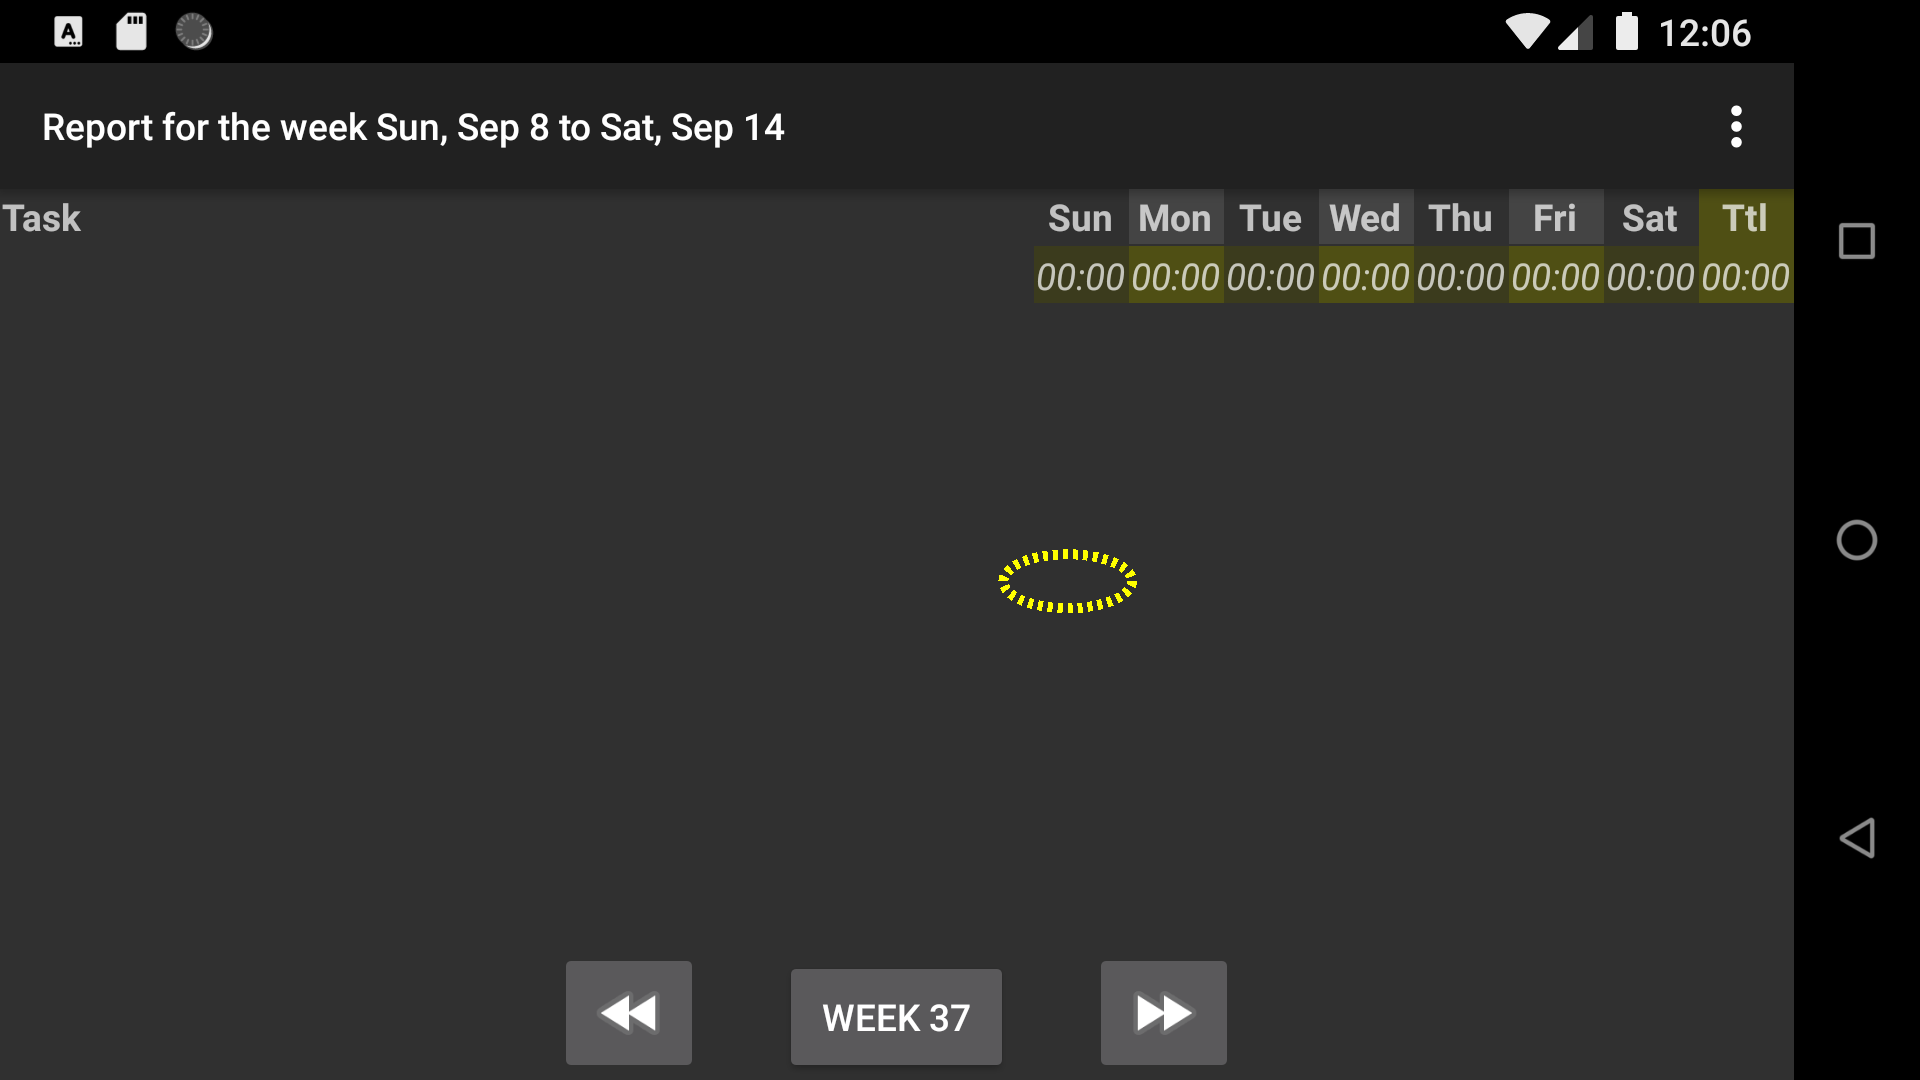 12:06
Report for the week Sun, Sep 8 to Sat, Sep 14
Task Sun Mon Tue Wed Thu Fri Sat Ttl
00:00 00:00 00:00 00:00 00:00 00:00 00:00 00:00
WEEK 37